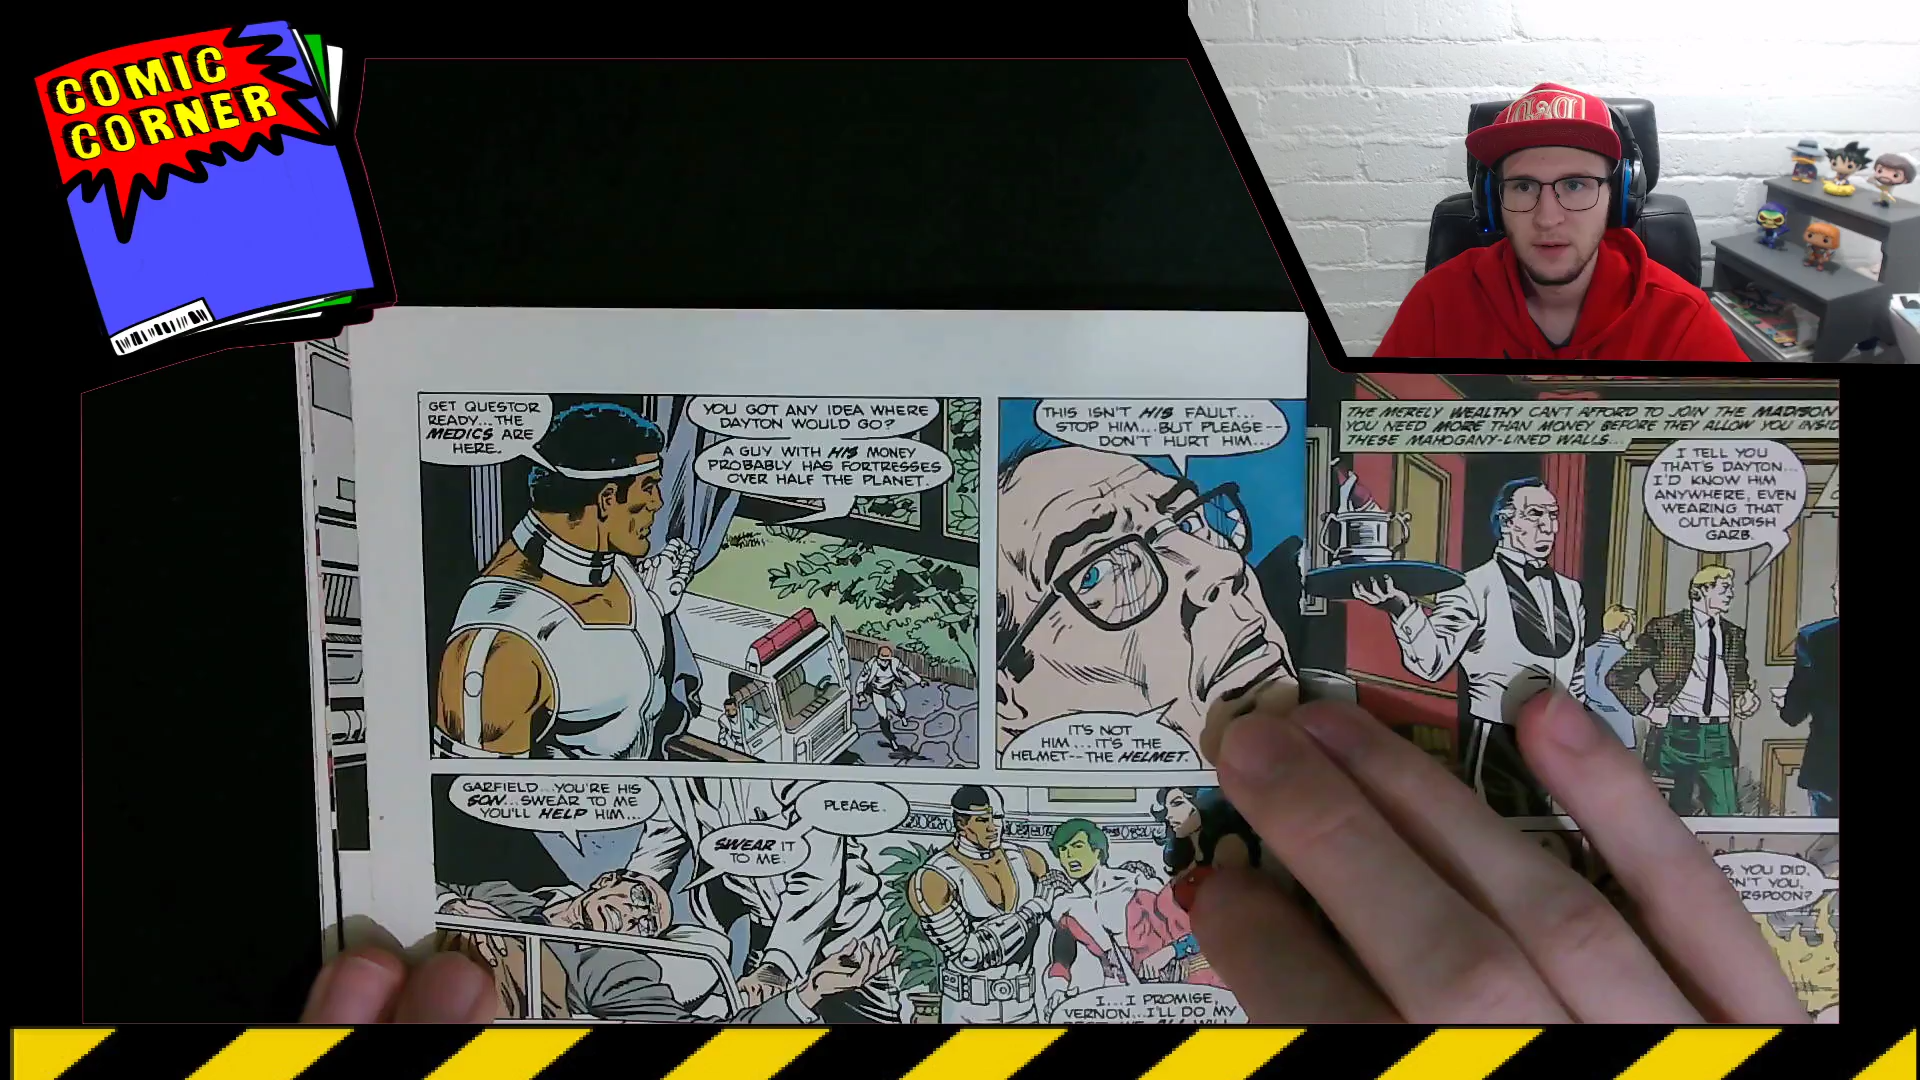 COMIC
CORNER
GET QUESTOR
READY...THE
MEDICS ARE
HERE.
YOU GOT ANY IDEA WHERE
DAYTON WOULD GO?
A GUY WITH HIS MONEY
PROBABLY HAS FORTRESSES
OVER HALF THE PLANET.
THIS ISN'T HIS FAULT...
STOP HIM...BUT PLEASE--
DON'T HURT HIM...
IT'S NOT
HIM...IT'S THE
HELMET--THE HELMET.
GARFIELD...YOU'RE HIS
SON...SWEAR TO ME
YOU'LL HELP HIM...
PLEASE.
SWEAR IT
TO ME.
I...I PROMISE,
VERNON...I'LL DO MY
THE MERELY WEALTHY CAN'T AFFORD TO JOIN THE MADISON
YOU NEED MORE THAN MONEY BEFORE THEY ALLOW YOU INSID
THESE MAHOGANY-LINED WALLS...
I TELL YOU
THAT'S DAYTON...
I'D KNOW HIM
ANYWHERE, EVEN
WEARING THAT
OUTLANDISH
GARB.
YOU DID,
N'T YOU,
RSPOON?